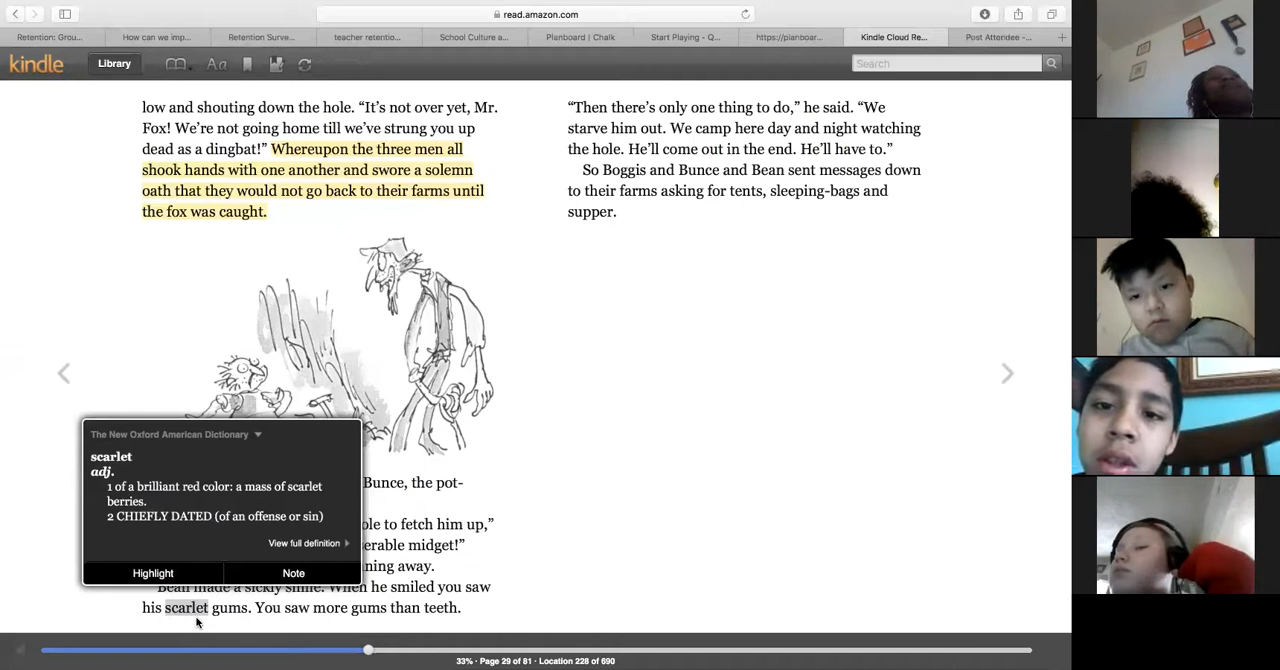 read.amazon.com
Retention: Grou...
How can we imp...
Retention Surve...
teacher retentio...
School Culture a...
Planboard | Chalk
Start Playing - Q...
https://planboar...
Kindle Cloud Re...
Post Attendee -...
kindle
Library
Aa
Search
low and shouting down the hole. “It’s not over yet, Mr.
Fox! We’re not going home till we’ve strung you up
dead as a dingbat!” Whereupon the three men all
shook hands with one another and swore a solemn
oath that they would not go back to their farms until
the fox was caught.
The New Oxford American Dictionary
scarlet
adj.
1 of a brilliant red color: a mass of scarlet
berries.
2 CHIEFLY DATED (of an offense or sin)
View full definition
Highlight
Note
Bunce, the pot-
ole to fetch him up,”
erable midget!”
ning away.
Bean made a sickly smile. When he smiled you saw
his scarlet gums. You saw more gums than teeth.
“Then there’s only one thing to do,” he said. “We
starve him out. We camp here day and night watching
the hole. He’ll come out in the end. He’ll have to.”
So Boggis and Bunce and Bean sent messages down
to their farms asking for tents, sleeping-bags and
supper.
33% · Page 29 of 81 · Location 228 of 690